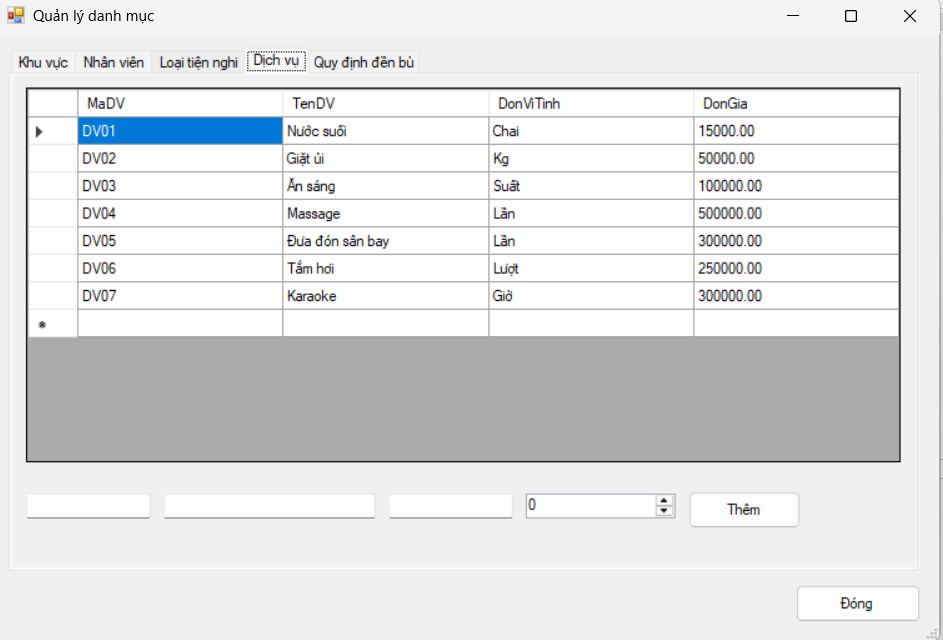 Quản lý danh mục
Khu vực Nhân viên Loại tiện nghi Dịch vụ Quy định đền bù
MaDV TenDV DonViTinh DonGia
DV01 Nước suối Chai 15000.00
DV02 Giặt ủi Kg 50000.00
DV03 Ăn sáng Suất 100000.00
DV04 Massage Lần 500000.00
DV05 Đưa đón sân bay Lần 300000.00
DV06 Tắm hơi Lượt 250000.00
DV07 Karaoke Giờ 300000.00
0 Thêm
Đóng